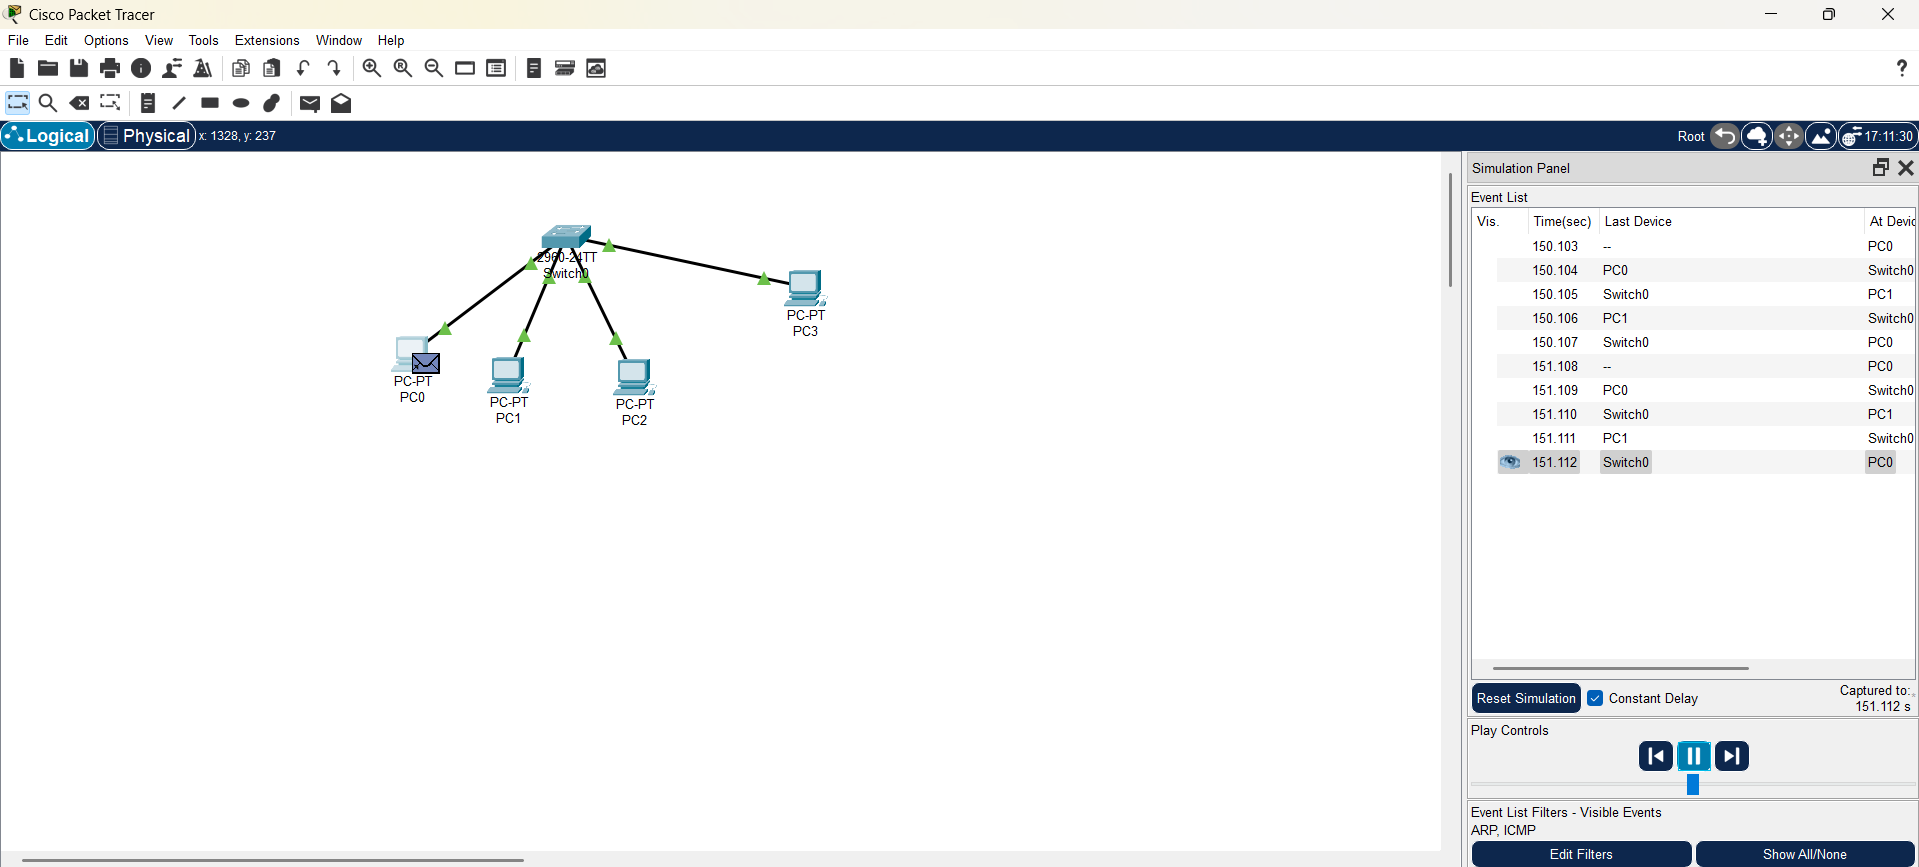 Cisco Packet Tracer
File Edit Options View Tools Extensions Window Help
?
Logical Physical x: 1328, y: 237 Root 17:11:30
Simulation Panel
Event List
Vis. Time(sec) Last Device At Devic
150.103 -- PC0
150.104 PC0 Switch0
150.105 Switch0 PC1
150.106 PC1 Switch0
150.107 Switch0 PC0
151.108 -- PC0
151.109 PC0 Switch0
151.110 Switch0 PC1
151.111 PC1 Switch0
151.112 Switch0 PC0
2960-24TT
Switch0
PC-PT
PC3
PC-PT
PC0
PC-PT
PC1
PC-PT
PC2
Reset Simulation Constant Delay Captured to:
151.112 s
Play Controls
Event List Filters - Visible Events
ARP, ICMP
Edit Filters Show All/None